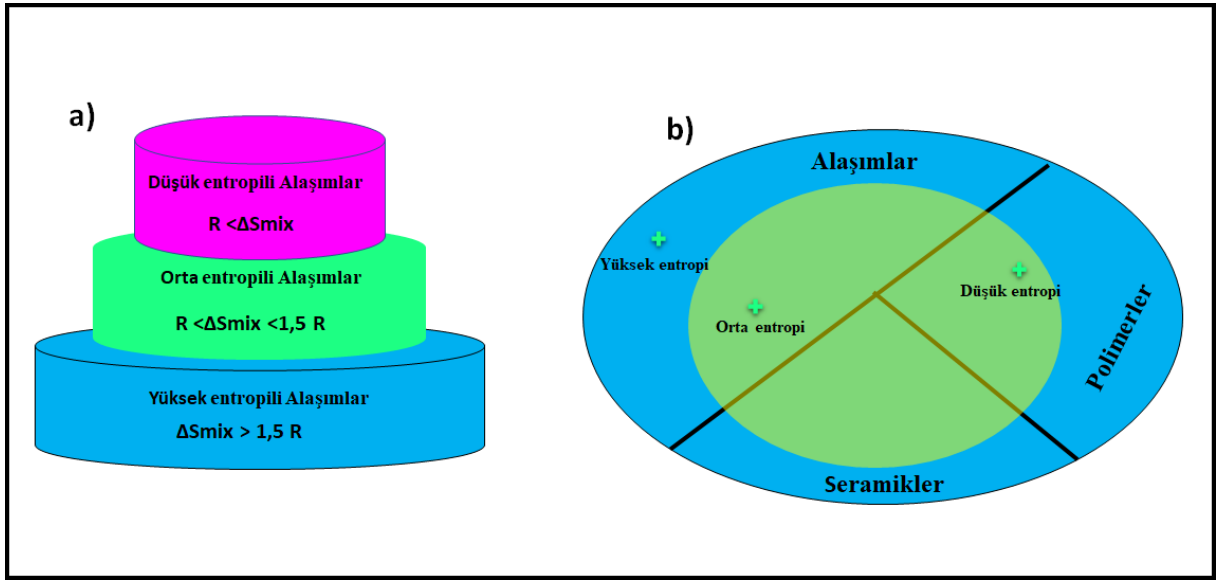 a)
Düşük entropili Alaşımlar
R <ΔSmix
Orta entropili Alaşımlar
R <ΔSmix <1,5 R
Yüksek entropili Alaşımlar
ΔSmix > 1,5 R
b)
Alaşımlar
Yüksek entropi
Orta entropi
Düşük entropi
Polimerler
Seramikler